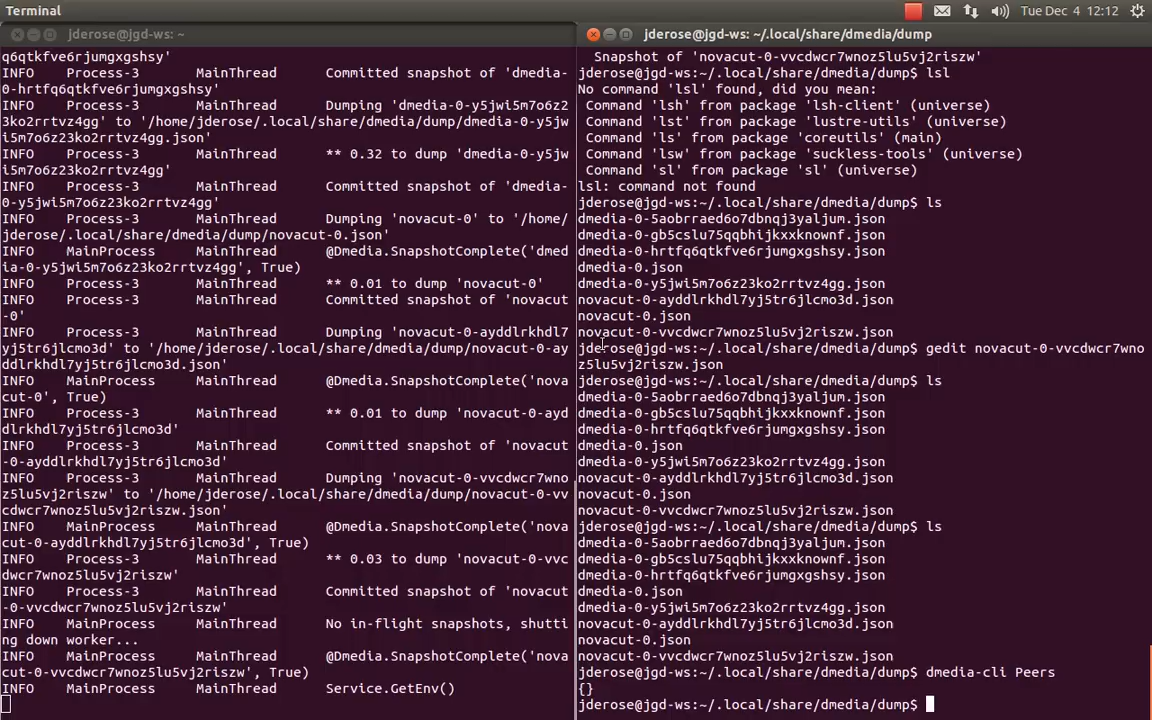 Terminal
Tue Dec 4 12:12
jderose@jgd-ws: ~
q6qtkfve6rjumgxgshsy'
INFO Process-3 MainThread Committed snapshot of 'dmedia-
0-hrtfq6qtkfve6rjumgxgshsy'
INFO Process-3 MainThread Dumping 'dmedia-0-y5jwi5m7o6z2
3ko2rrtvz4gg' to '/home/jderose/.local/share/dmedia/dump/dmedia-0-y5jw
i5m7o6z23ko2rrtvz4gg.json'
INFO Process-3 MainThread ** 0.32 to dump 'dmedia-0-y5jw
i5m7o6z23ko2rrtvz4gg'
INFO Process-3 MainThread Committed snapshot of 'dmedia-
0-y5jwi5m7o6z23ko2rrtvz4gg'
INFO Process-3 MainThread Dumping 'novacut-0' to '/home/
jderose/.local/share/dmedia/dump/novacut-0.json'
INFO MainProcess MainThread @Dmedia.SnapshotComplete('dmed
ia-0-y5jwi5m7o6z23ko2rrtvz4gg', True)
INFO Process-3 MainThread ** 0.01 to dump 'novacut-0'
INFO Process-3 MainThread Committed snapshot of 'novacut
-0'
INFO Process-3 MainThread Dumping 'novacut-0-ayddlrkhdl7
yj5tr6jlcmo3d' to '/home/jderose/.local/share/dmedia/dump/novacut-0-ay
ddlrkhdl7yj5tr6jlcmo3d.json'
INFO MainProcess MainThread @Dmedia.SnapshotComplete('nova
cut-0', True)
INFO Process-3 MainThread ** 0.01 to dump 'novacut-0-ayd
dlrkhdl7yj5tr6jlcmo3d'
INFO Process-3 MainThread Committed snapshot of 'novacut
-0-ayddlrkhdl7yj5tr6jlcmo3d'
INFO Process-3 MainThread Dumping 'novacut-0-vvcdwcr7wno
z5lu5vj2riszw' to '/home/jderose/.local/share/dmedia/dump/novacut-0-vv
cdwcr7wnoz5lu5vj2riszw.json'
INFO MainProcess MainThread @Dmedia.SnapshotComplete('nova
cut-0-ayddlrkhdl7yj5tr6jlcmo3d', True)
INFO Process-3 MainThread ** 0.03 to dump 'novacut-0-vvc
dwcr7wnoz5lu5vj2riszw'
INFO Process-3 MainThread Committed snapshot of 'novacut
-0-vvcdwcr7wnoz5lu5vj2riszw'
INFO MainProcess MainThread No in-flight snapshots, shutti
ng down worker...
INFO MainProcess MainThread @Dmedia.SnapshotComplete('nova
cut-0-vvcdwcr7wnoz5lu5vj2riszw', True)
INFO MainProcess MainThread Service.GetEnv()
jderose@jgd-ws: ~/.local/share/dmedia/dump
Snapshot of 'novacut-0-vvcdwcr7wnoz5lu5vj2riszw'
jderose@jgd-ws:~/.local/share/dmedia/dump$ lsl
No command 'lsl' found, did you mean:
Command 'lsh' from package 'lsh-client' (universe)
Command 'lst' from package 'lustre-utils' (universe)
Command 'ls' from package 'coreutils' (main)
Command 'lsw' from package 'suckless-tools' (universe)
Command 'sl' from package 'sl' (universe)
lsl: command not found
jderose@jgd-ws:~/.local/share/dmedia/dump$ ls
dmedia-0-5aobrraed6o7dbnqj3yaljum.json
dmedia-0-gb5cslu75qqbhijkxxknownf.json
dmedia-0-hrtfq6qtkfve6rjumgxgshsy.json
dmedia-0.json
dmedia-0-y5jwi5m7o6z23ko2rrtvz4gg.json
novacut-0-ayddlrkhdl7yj5tr6jlcmo3d.json
novacut-0.json
novacut-0-vvcdwcr7wnoz5lu5vj2riszw.json
jderose@jgd-ws:~/.local/share/dmedia/dump$ gedit novacut-0-vvcdwcr7wno
z5lu5vj2riszw.json
jderose@jgd-ws:~/.local/share/dmedia/dump$ ls
dmedia-0-5aobrraed6o7dbnqj3yaljum.json
dmedia-0-gb5cslu75qqbhijkxxknownf.json
dmedia-0-hrtfq6qtkfve6rjumgxgshsy.json
dmedia-0.json
dmedia-0-y5jwi5m7o6z23ko2rrtvz4gg.json
novacut-0-ayddlrkhdl7yj5tr6jlcmo3d.json
novacut-0.json
novacut-0-vvcdwcr7wnoz5lu5vj2riszw.json
jderose@jgd-ws:~/.local/share/dmedia/dump$ ls
dmedia-0-5aobrraed6o7dbnqj3yaljum.json
dmedia-0-gb5cslu75qqbhijkxxknownf.json
dmedia-0-hrtfq6qtkfve6rjumgxgshsy.json
dmedia-0.json
dmedia-0-y5jwi5m7o6z23ko2rrtvz4gg.json
novacut-0-ayddlrkhdl7yj5tr6jlcmo3d.json
novacut-0.json
novacut-0-vvcdwcr7wnoz5lu5vj2riszw.json
jderose@jgd-ws:~/.local/share/dmedia/dump$ dmedia-cli Peers
{}
jderose@jgd-ws:~/.local/share/dmedia/dump$